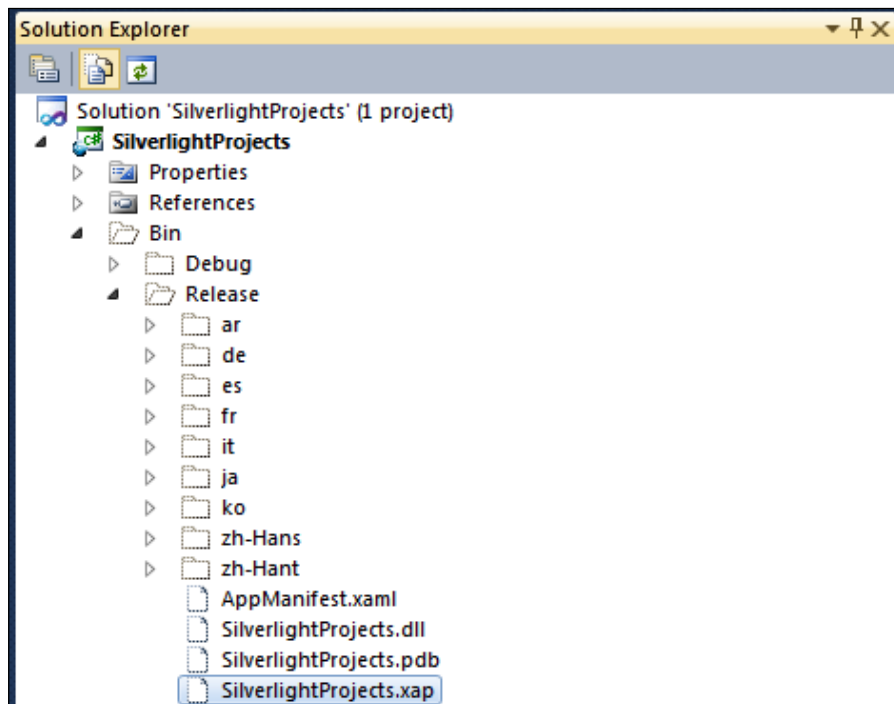 Solution Explorer
Solution 'SilverlightProjects' (1 project)
C# SilverlightProjects
Properties
References
Bin
Debug
Release
ar
de
es
fr
it
ja
ko
zh-Hans
zh-Hant
AppManifest.xaml
SilverlightProjects.dll
SilverlightProjects.pdb
SilverlightProjects.xap